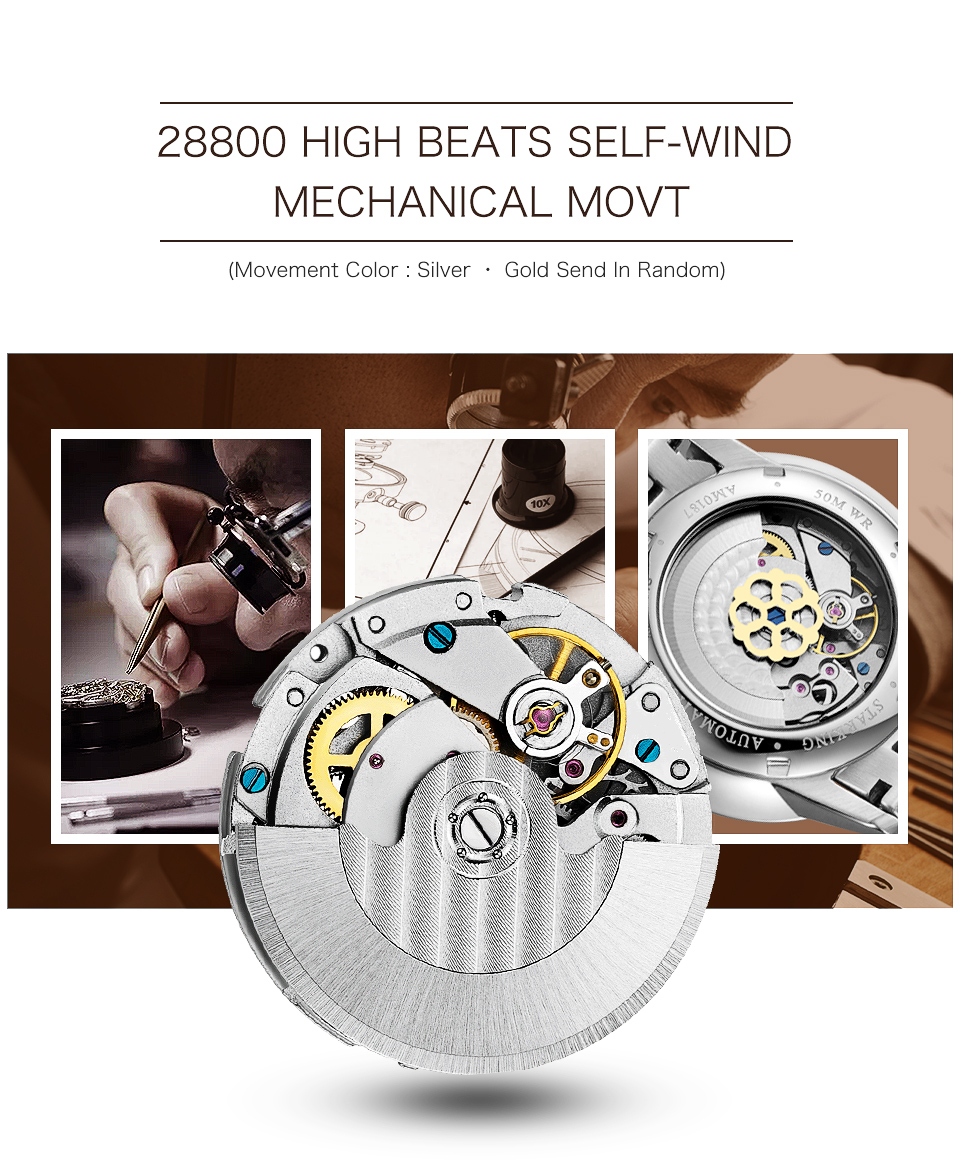 28800 HIGH BEATS SELF-WIND
MECHANICAL MOVT
(Movement Color : Silver ・ Gold Send In Random)
10X
AM0187
50M WR
STARKING
AUTOMA